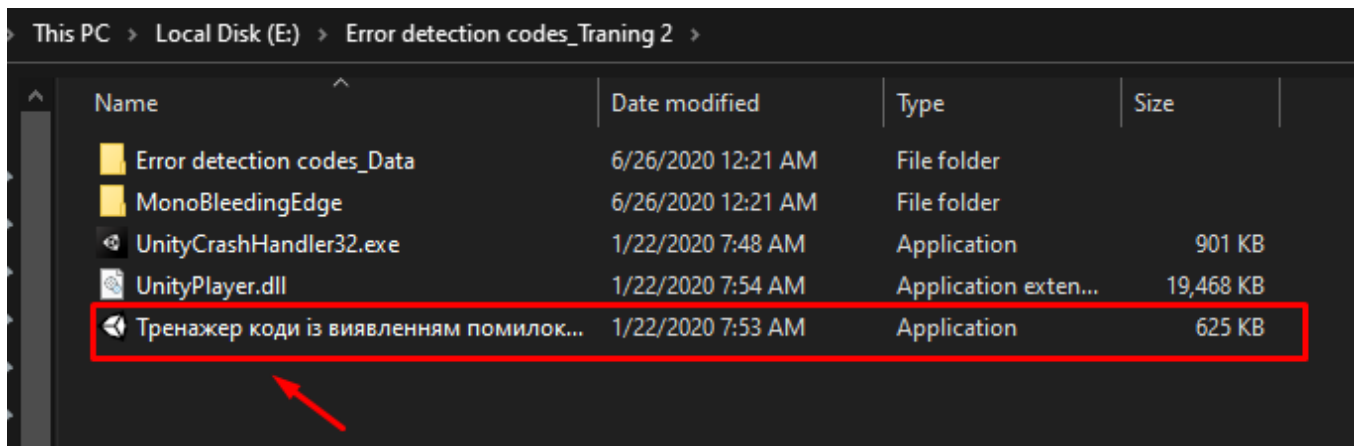 This PC > Local Disk (E:) > Error detection codes_Traning 2 >
Name Date modified Type Size
Error detection codes_Data 6/26/2020 12:21 AM File folder
MonoBleedingEdge 6/26/2020 12:21 AM File folder
UnityCrashHandler32.exe 1/22/2020 7:48 AM Application 901 KB
UnityPlayer.dll 1/22/2020 7:54 AM Application exten... 19,468 KB
Тренажер коди із виявленням помилок... 1/22/2020 7:53 AM Application 625 KB